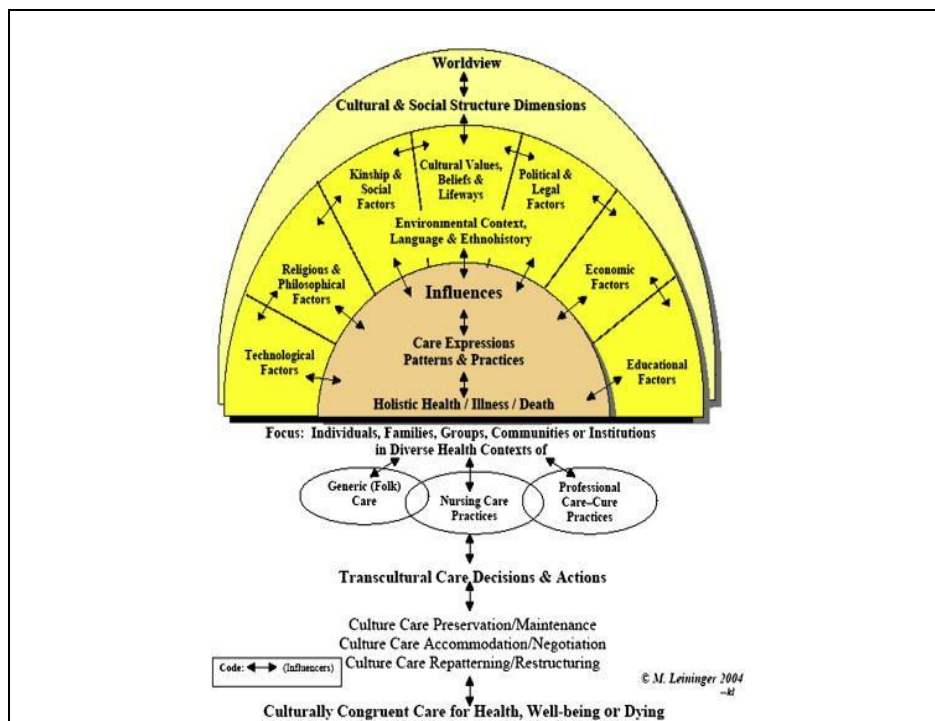 Worldview
Cultural & Social Structure Dimensions
Cultural Values,
Beliefs &
Lifeways
Kinship &
Social
Factors
Political &
Legal
Factors
Environmental Context,
Language & Ethnohistory
Religious &
Philosophical
Factors
Economic
Factors
Technological
Factors
Educational
Factors
Influences
Care Expressions
Patterns & Practices
Holistic Health / Illness / Death
Focus: Individuals, Families, Groups, Communities or Institutions
in Diverse Health Contexts of
Generic (Folk)
Care
Nursing Care
Practices
Professional
Care–Cure
Practices
Transcultural Care Decisions & Actions
Culture Care Preservation/Maintenance
Culture Care Accommodation/Negotiation
Culture Care Repatterning/Restructuring
Code: ↔ (Influencers)
© M. Leininger 2004
–kl
Culturally Congruent Care for Health, Well-being or Dying